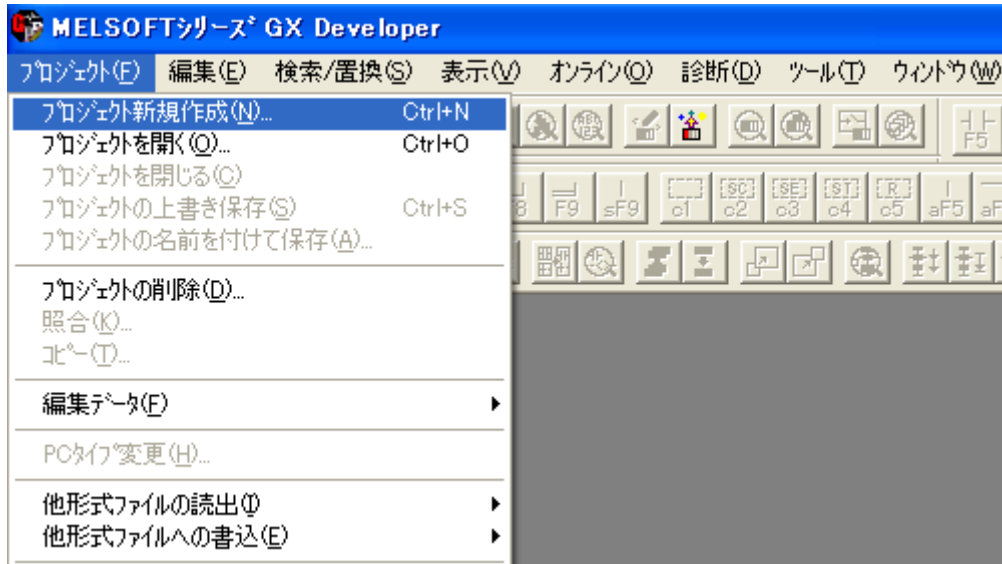 MELSOFTシリーズ GX Developer
プロジェクト(F) 編集(E) 検索/置換(S) 表示(V) オンライン(O) 診断(D) ツール(T) ウィンドウ(W)
プロジェクト新規作成(N)... Ctrl+N
プロジェクトを開く(O)... Ctrl+O
プロジェクトを閉じる(C)
プロジェクトの上書き保存(S) Ctrl+S
プロジェクトの名前を付けて保存(A)...
プロジェクトの削除(D)...
照合(K)...
コピー(T)...
編集データ(F)
PCタイプ変更(H)...
他形式ファイルの読出(I)
他形式ファイルへの書込(E)
F5
F9 sF9 c1 SC c2 SE c3 ST c4 R c5 aF5